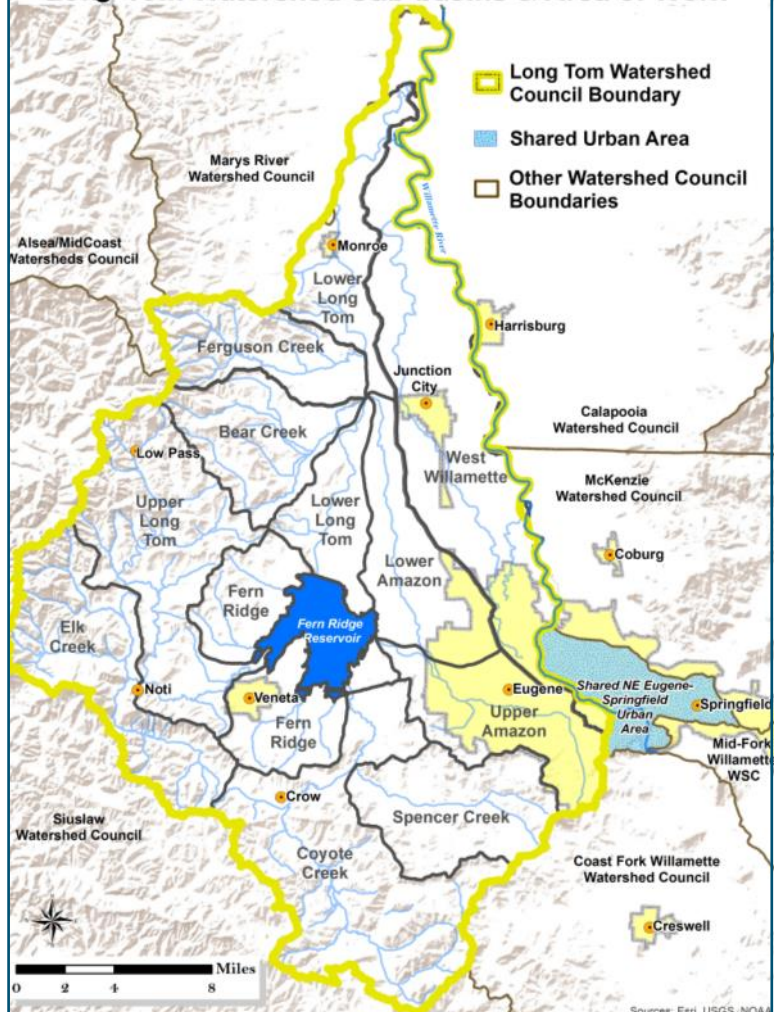 Long Tom Watershed
Council Boundary
Shared Urban Area
Other Watershed Council
Boundaries
Marys River
Watershed Council
Willamette River
Alsea/MidCoast
Watersheds Council
Monroe
Lower
Long
Tom
Harrisburg
Ferguson Creek
Junction
City
Calapooia
Watershed Council
Bear Creek
Low Pass
West
Willamette
McKenzie
Watershed Council
Upper
Long
Tom
Lower
Long
Tom
Coburg
Lower
Amazon
Fern
Ridge
Fern Ridge
Reservoir
Elk
Creek
Noti
Veneta
Eugene
Shared NE Eugene-
Springfield
Urban
Area
Springfield
Fern
Ridge
Upper
Amazon
Mid-Fork
Willamette
WSC
Crow
Spencer Creek
Siuslaw
Watershed Council
Coyote
Creek
Coast Fork Willamette
Watershed Council
Creswell
Miles
0 2 4 8
Sources: Esri, USGS, NOAA